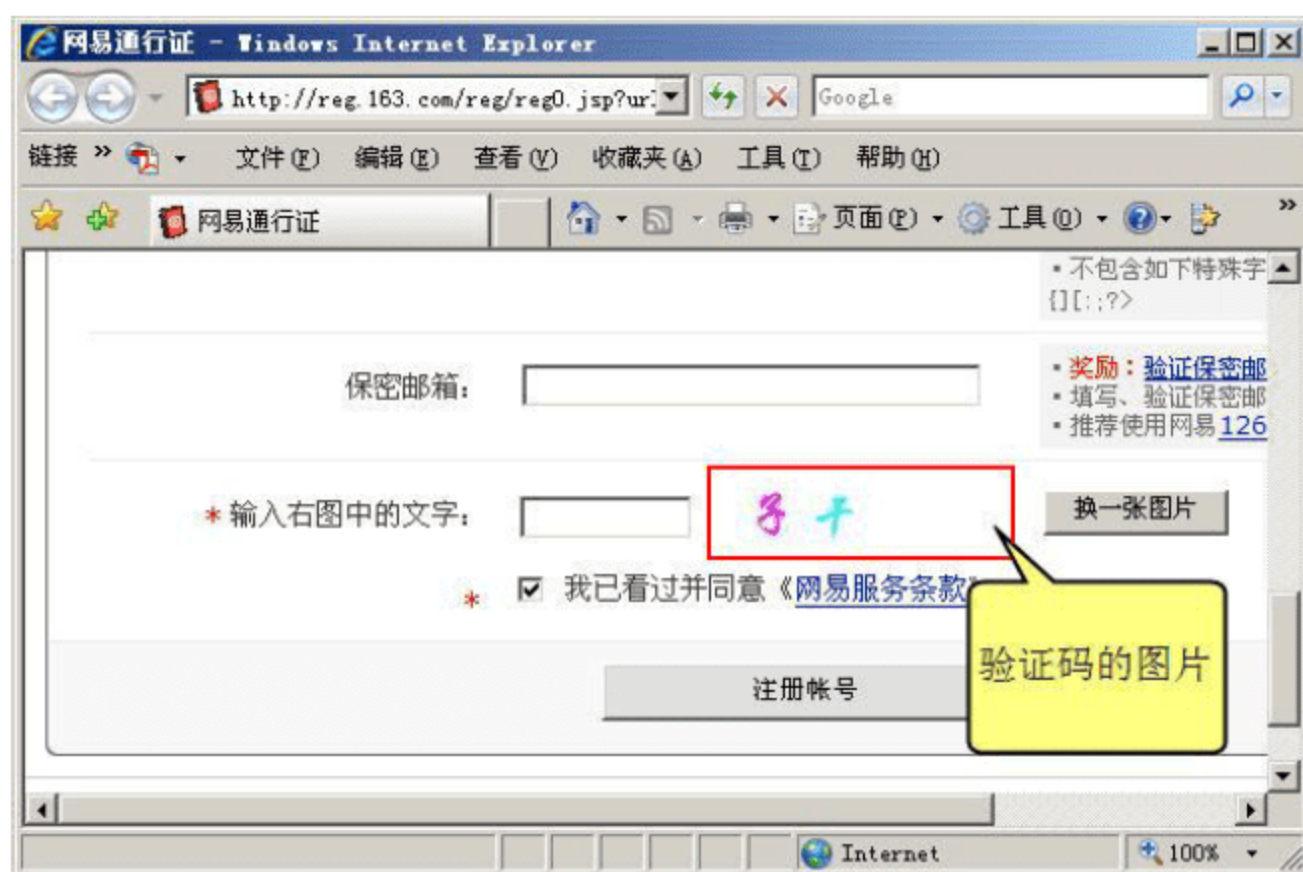 网易通行证 - Windows Internet Explorer
http://reg.163.com/reg/reg0.jsp?url
Google
链接 » 文件(F) 编辑(E) 查看(V) 收藏夹(A) 工具(T) 帮助(H)
网易通行证 页面(P) 工具(O) »
▪ 不包含如下特殊字
{}[:;?>
保密邮箱:
▪ 奖励：验证保密邮
▪ 填写、验证保密邮
▪ 推荐使用网易126
* 输入右图中的文字:
子 干
换一张图片
* 我已看过并同意《网易服务条款》
验证码的图片
注册帐号
Internet
100%